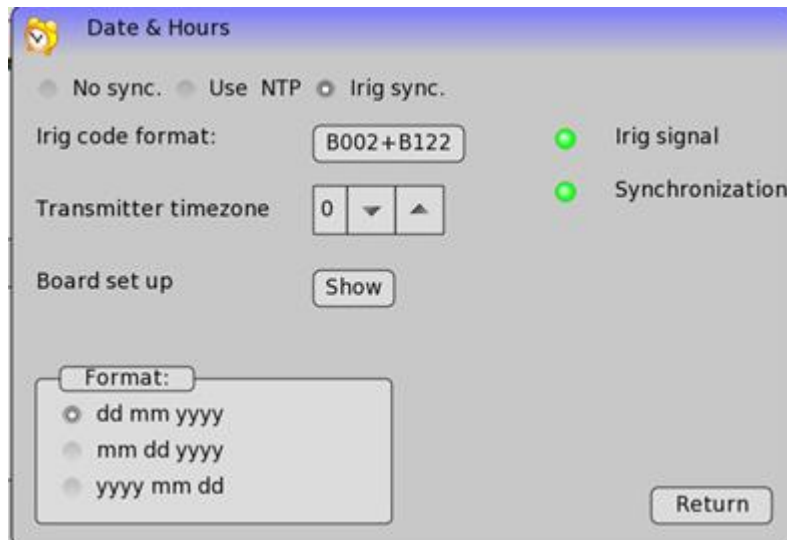 Date & Hours
No sync. Use NTP Irig sync.
Irig code format: B002+B122 Irig signal
Synchronization
Transmitter timezone 0
Board set up Show
Format:
dd mm yyyy
mm dd yyyy
yyyy mm dd
Return